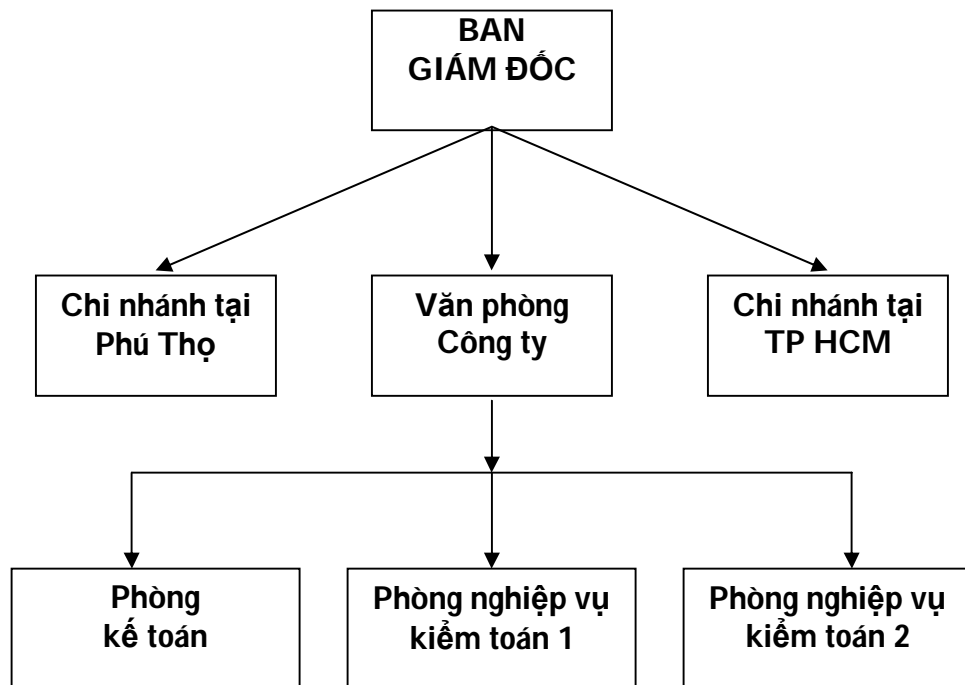 BAN
GIÁM ĐỐC
Chi nhánh tại
Phú Thọ
Văn phòng
Công ty
Chi nhánh tại
TP HCM
Phòng
kế toán
Phòng nghiệp vụ
kiểm toán 1
Phòng nghiệp vụ
kiểm toán 2